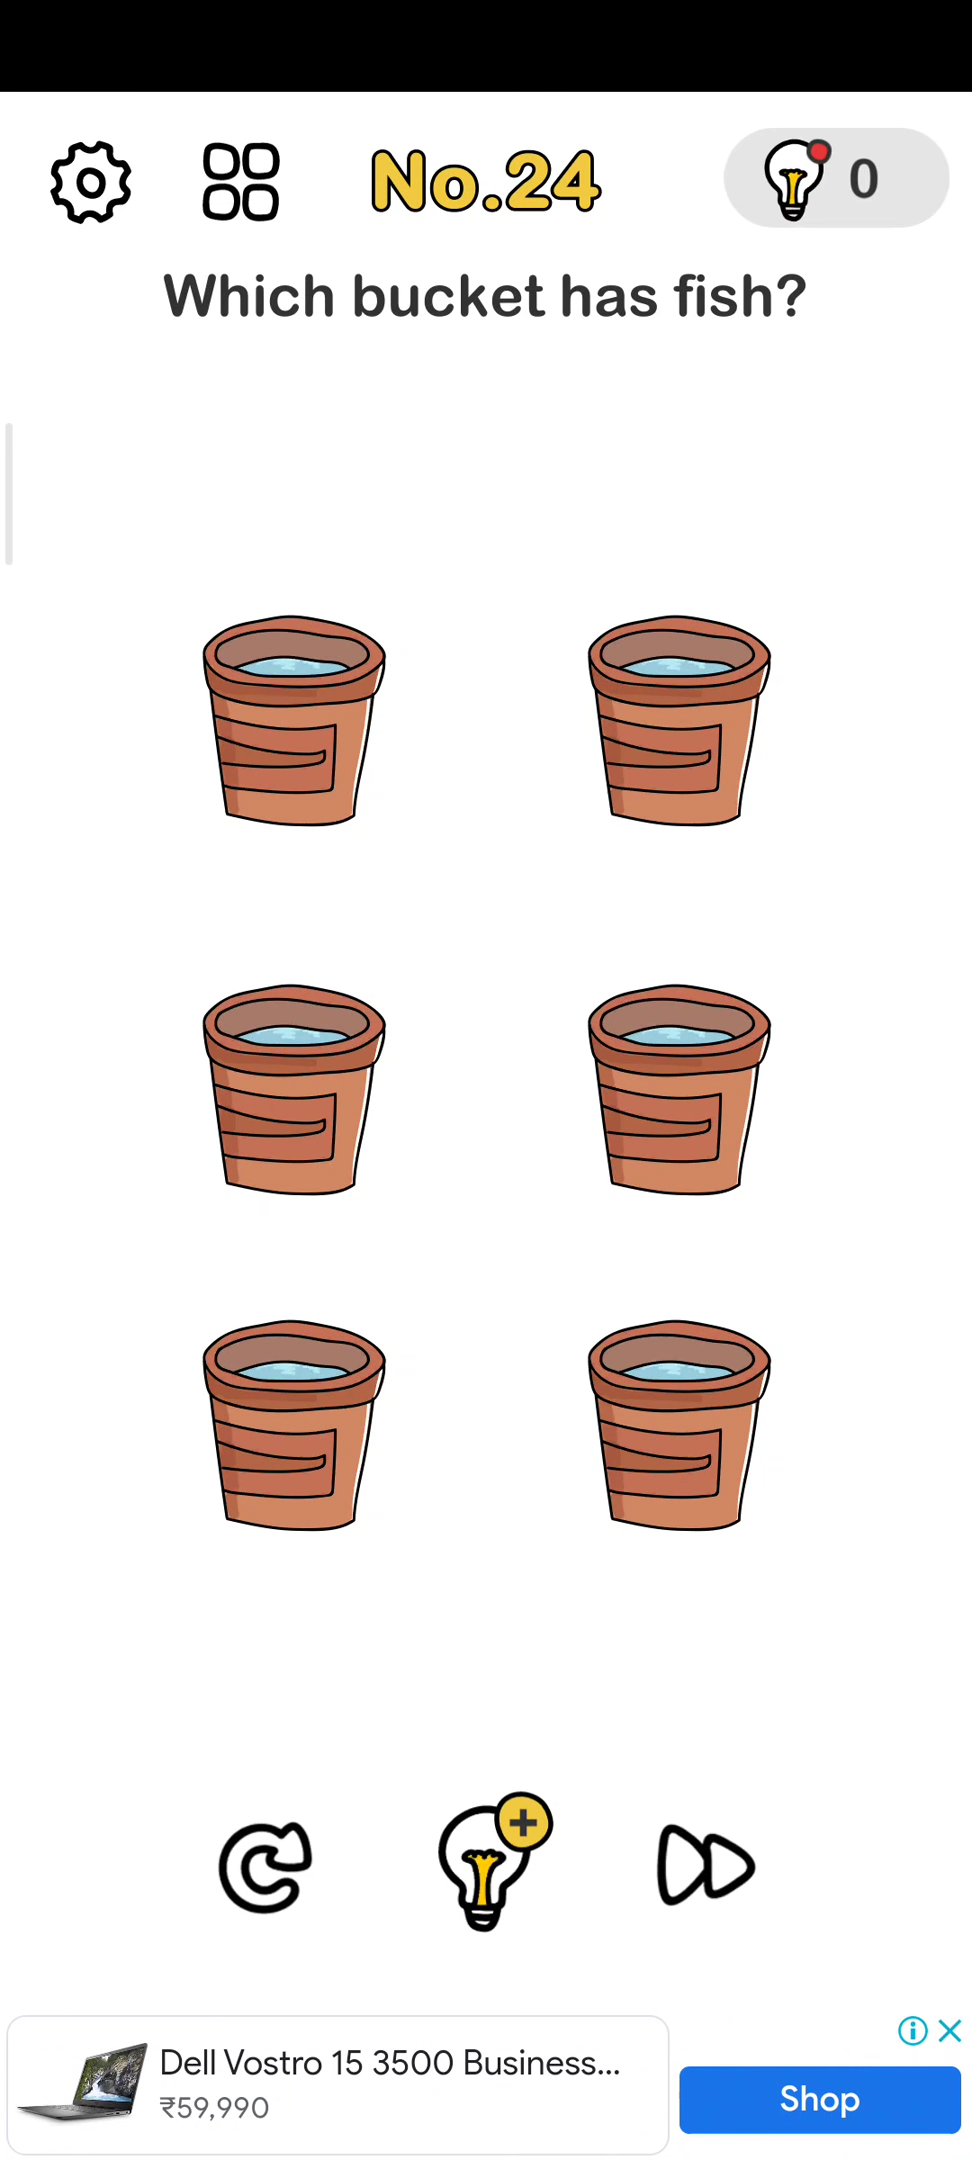 No.24
0
Which bucket has fish?
Dell Vostro 15 3500 Business...
₹59,990
Shop